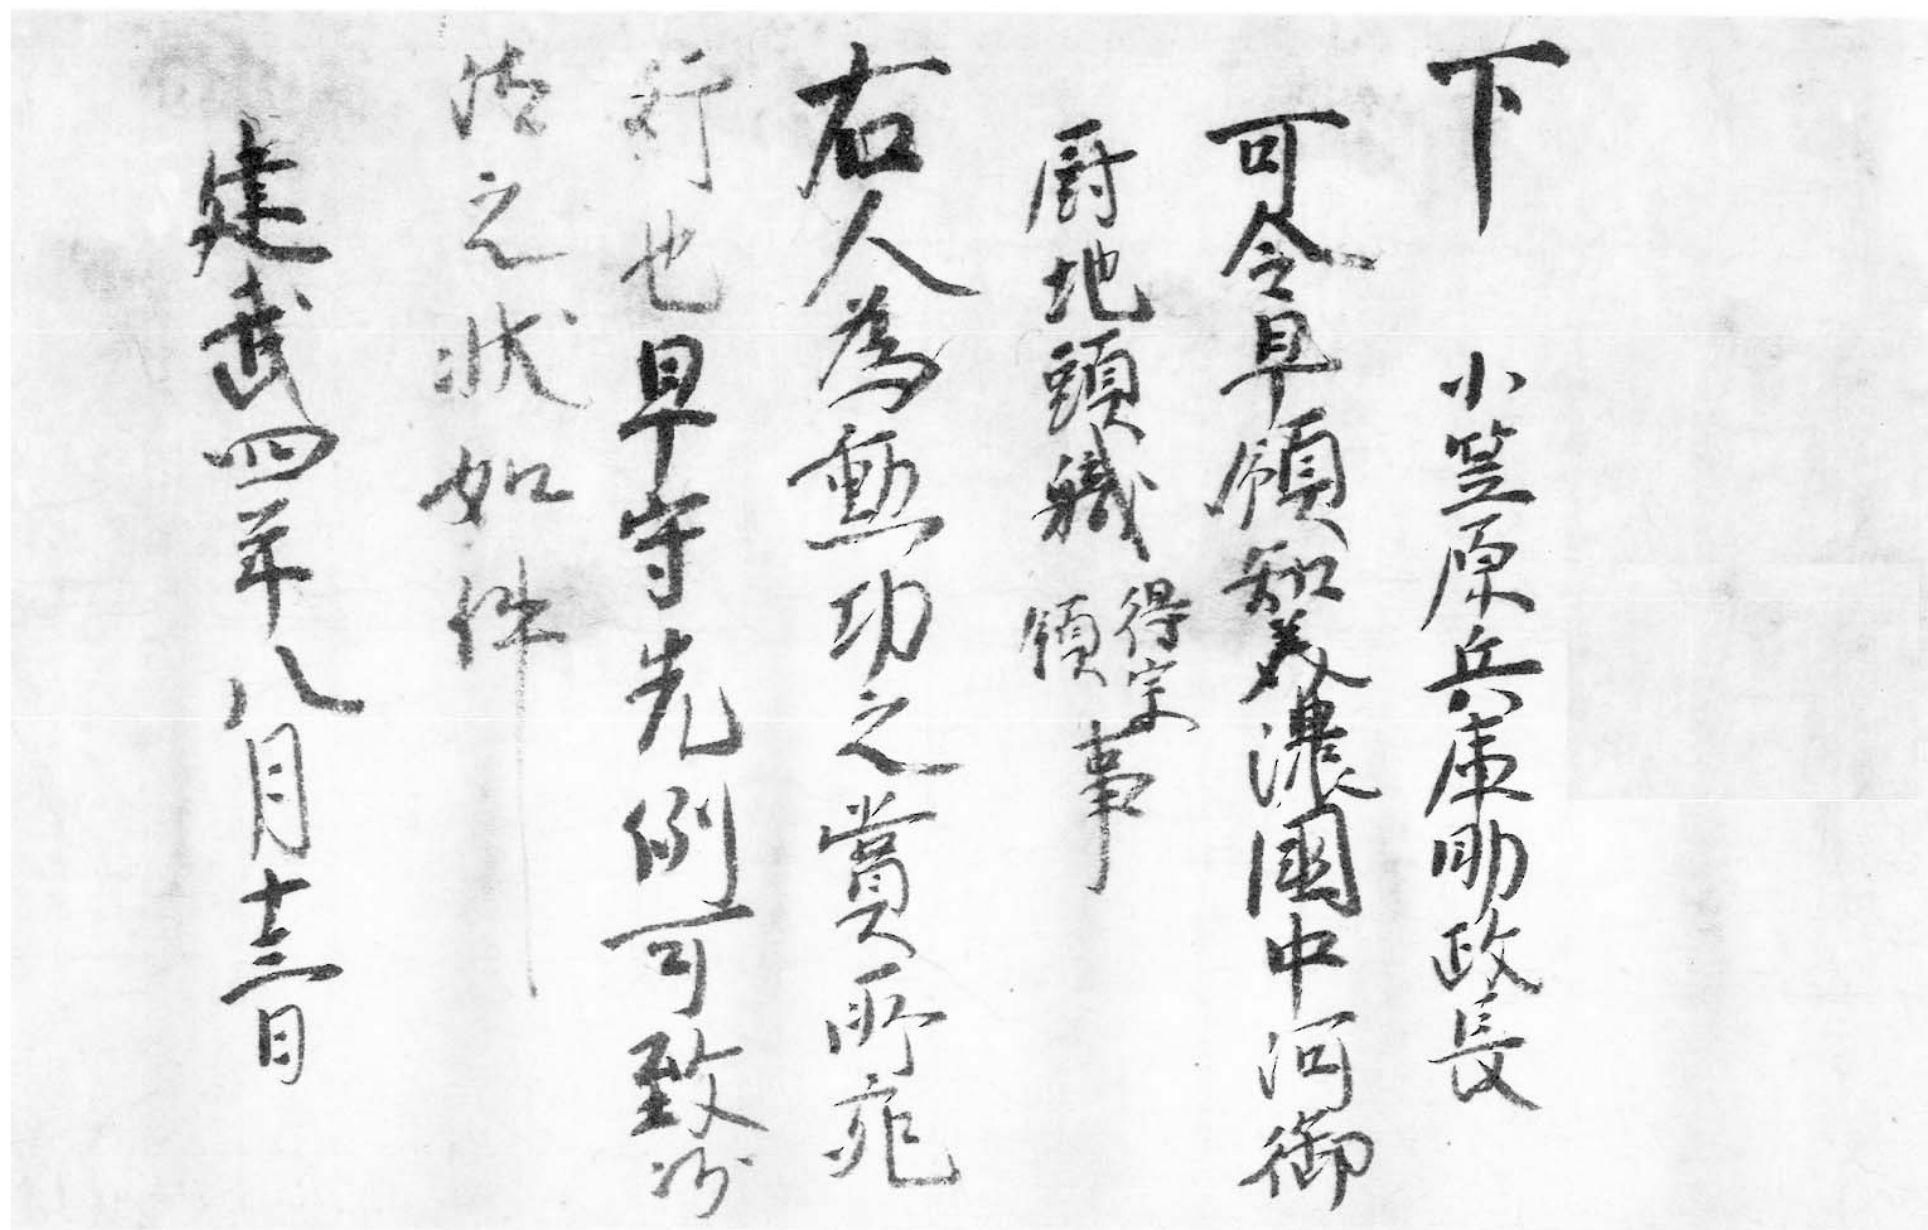 下　小笠原兵庫助政長
可令早領知美濃國中河御
厨地頭職得宗領事
右人為勲功之賞所宛
行也早守先例可致沙
汰之状如件
建武四年八月十三日